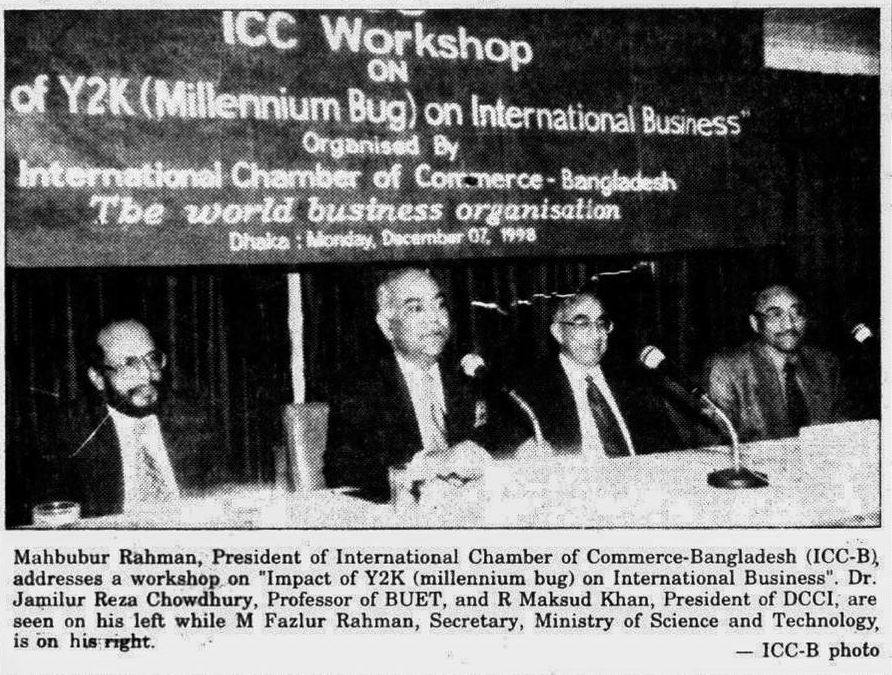 ICC Workshop
ON
of Y2K (Millennium Bug) on International Business"
Organised By
International Chamber of Commerce - Bangladesh
The world business organisation
Dhaka : Monday, December 07, 1998
Mahbubur Rahman, President of International Chamber of Commerce-Bangladesh (ICC-B),
addresses a workshop on "Impact of Y2K (millennium bug) on International Business". Dr.
Jamilur Reza Chowdhury, Professor of BUET, and R Maksud Khan, President of DCCI, are
seen on his left while M Fazlur Rahman, Secretary, Ministry of Science and Technology,
is on his right.
— ICC-B photo